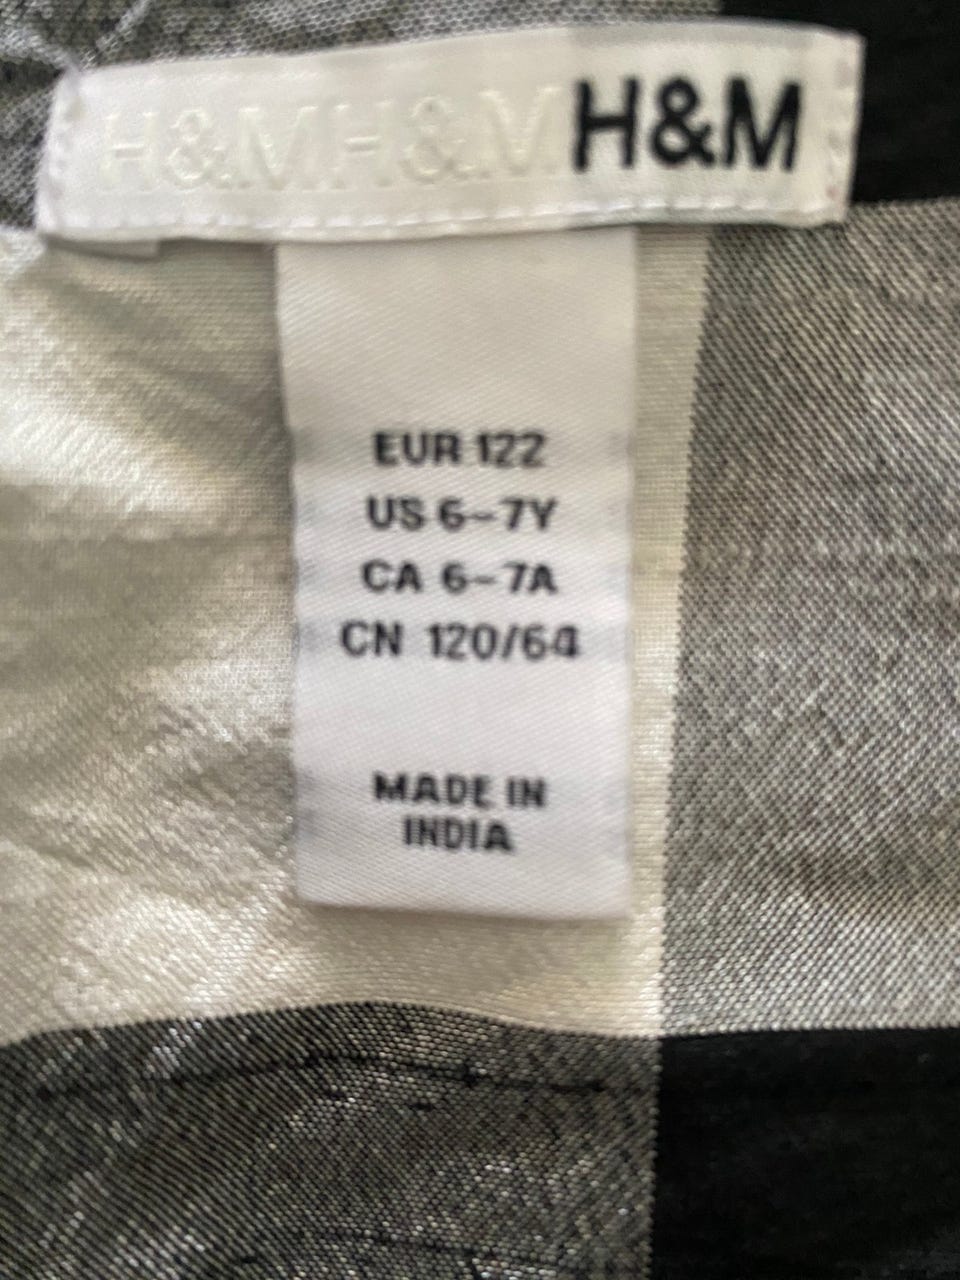 H&MH&MH&M
EUR 122
US 6–7Y
CA 6–7A
CN 120/64
MADE IN
INDIA